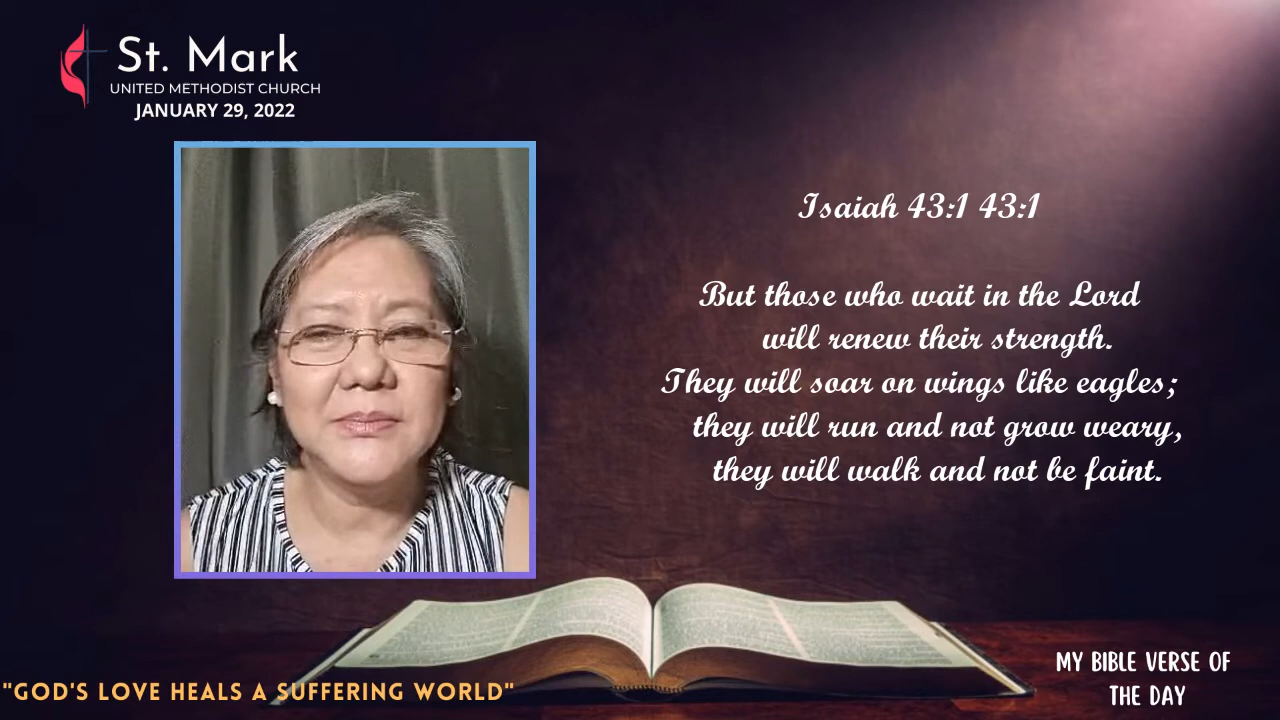 St. Mark
UNITED METHODIST CHURCH
JANUARY 29, 2022
Isaiah 43:1 43:1
But those who wait in the Lord
will renew their strength.
They will soar on wings like eagles;
they will run and not grow weary,
they will walk and not be faint.
"GOD'S LOVE HEALS A SUFFERING WORLD"
MY BIBLE VERSE OF
THE DAY